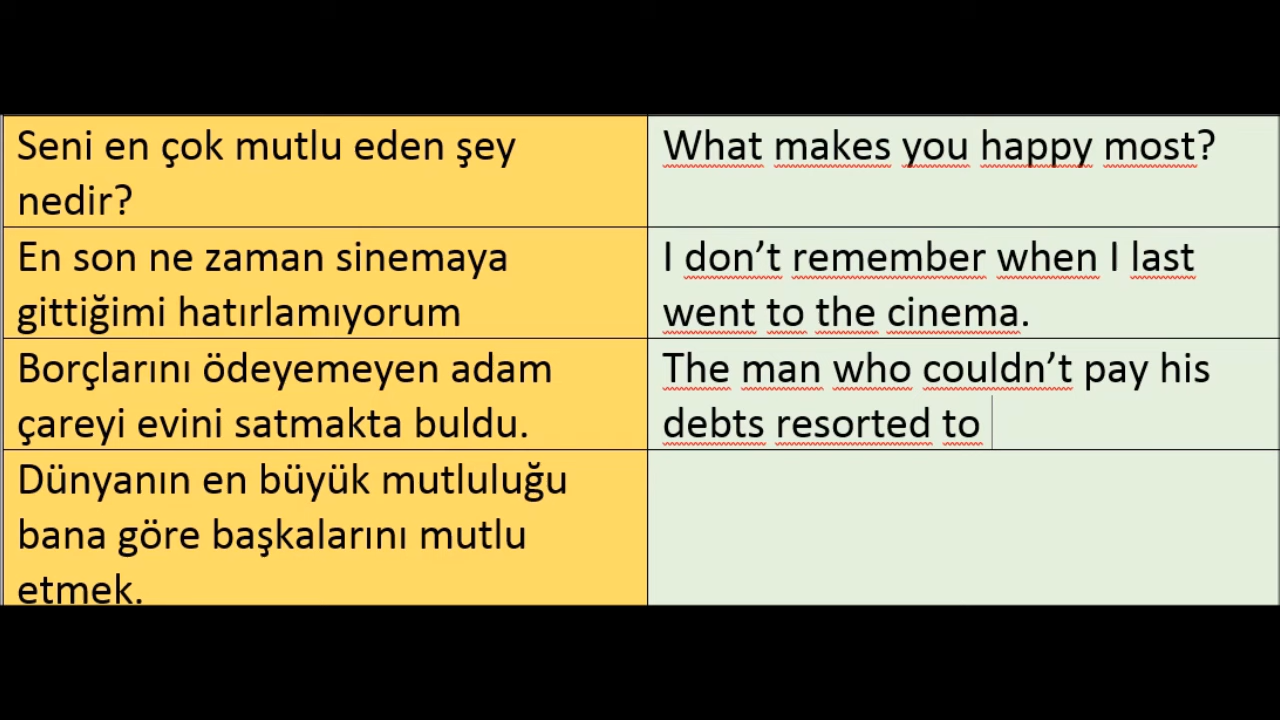 Seni en çok mutlu eden şey
nedir?
What makes you happy most?
En son ne zaman sinemaya
gittiğimi hatırlamıyorum
I don’t remember when I last
went to the cinema.
Borçlarını ödeyemeyen adam
çareyi evini satmakta buldu.
The man who couldn’t pay his
debts resorted to
Dünyanın en büyük mutluluğu
bana göre başkalarını mutlu
etmek.